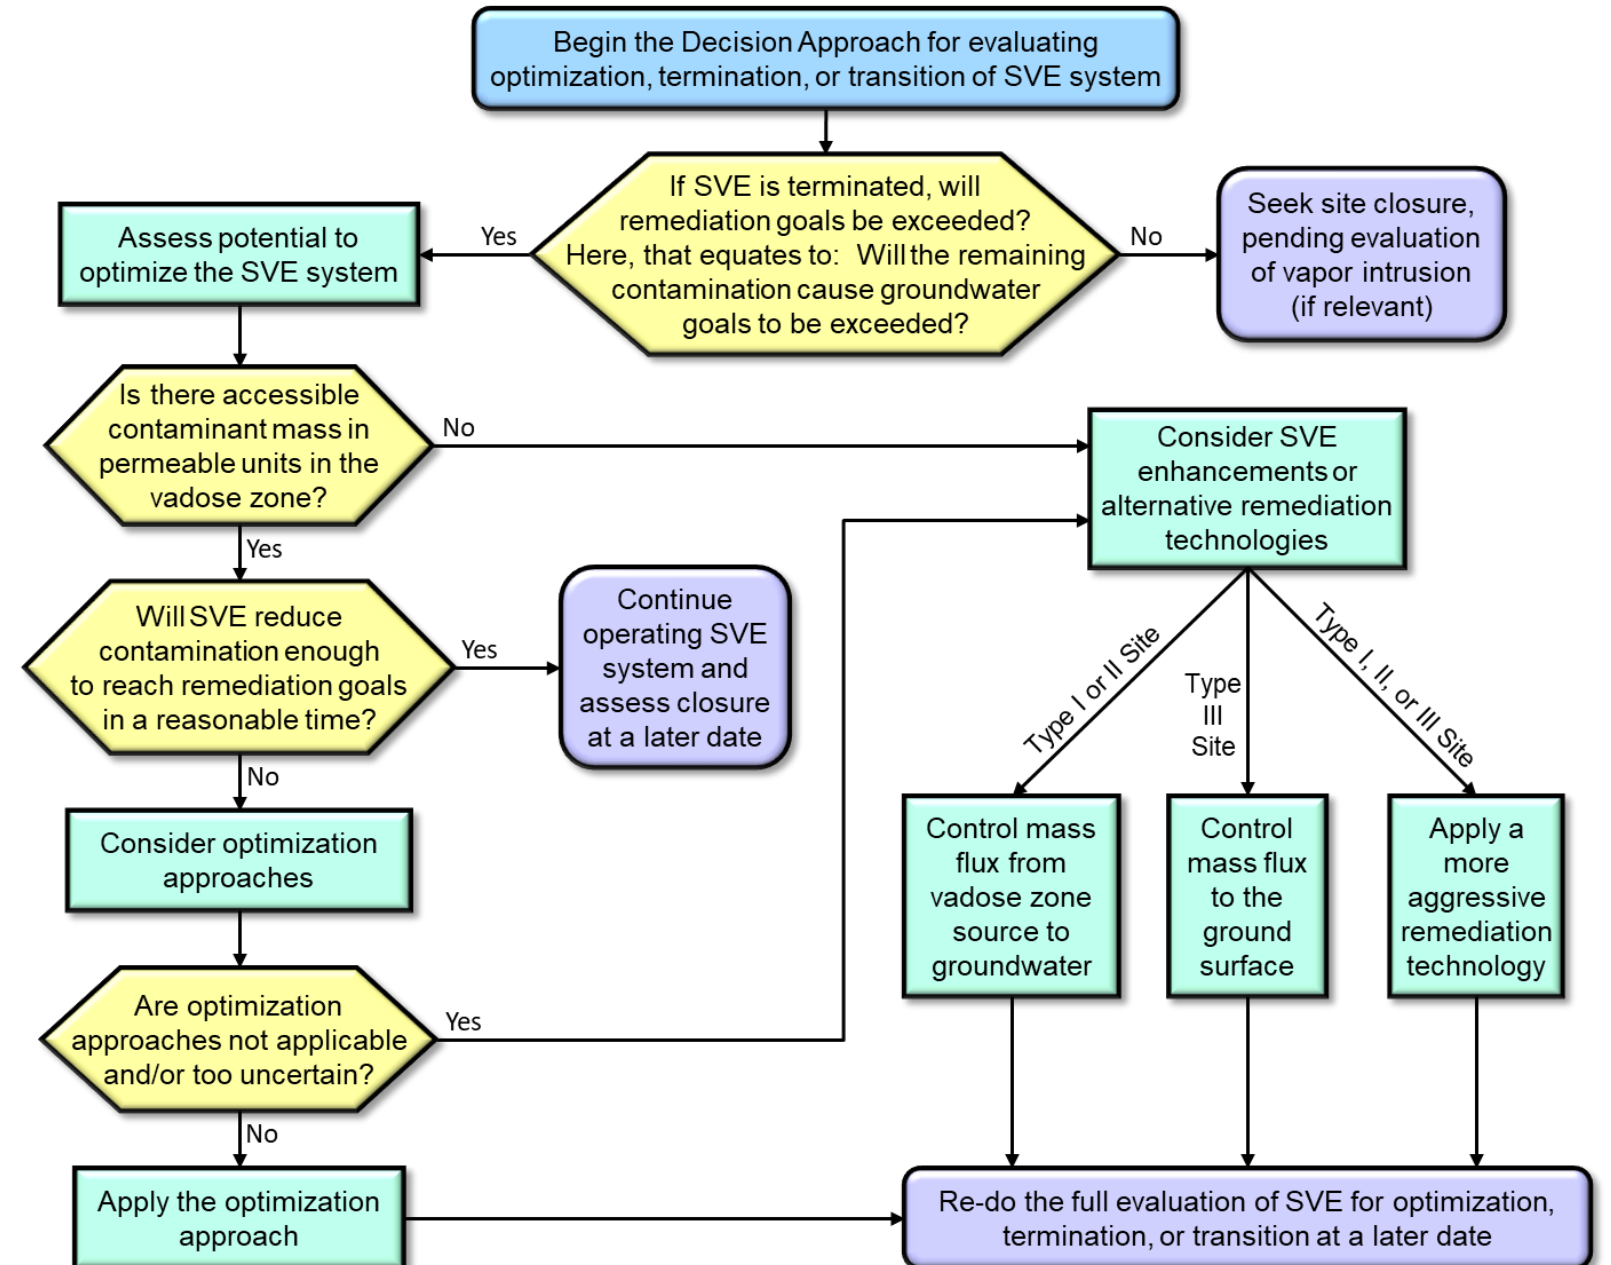 Begin the Decision Approach for evaluating
optimization, termination, or transition of SVE system
If SVE is terminated, will
remediation goals be exceeded?
Here, that equates to: Will the remaining
contamination cause groundwater
goals to be exceeded?
Yes
No
Assess potential to
optimize the SVE system
Seek site closure,
pending evaluation
of vapor intrusion
(if relevant)
Is there accessible
contaminant mass in
permeable units in the
vadose zone?
No
Yes
Consider SVE
enhancements or
alternative remediation
technologies
Will SVE reduce
contamination enough
to reach remediation goals
in a reasonable time?
Yes
No
Continue
operating SVE
system and
assess closure
at a later date
Type I or II Site
Type
III
Site
Type I, II, or III Site
Consider optimization
approaches
Control mass
flux from
vadose zone
source to
groundwater
Control
mass flux
to the
ground
surface
Apply a
more
aggressive
remediation
technology
Are optimization
approaches not applicable
and/or too uncertain?
Yes
No
Apply the optimization
approach
Re-do the full evaluation of SVE for optimization,
termination, or transition at a later date